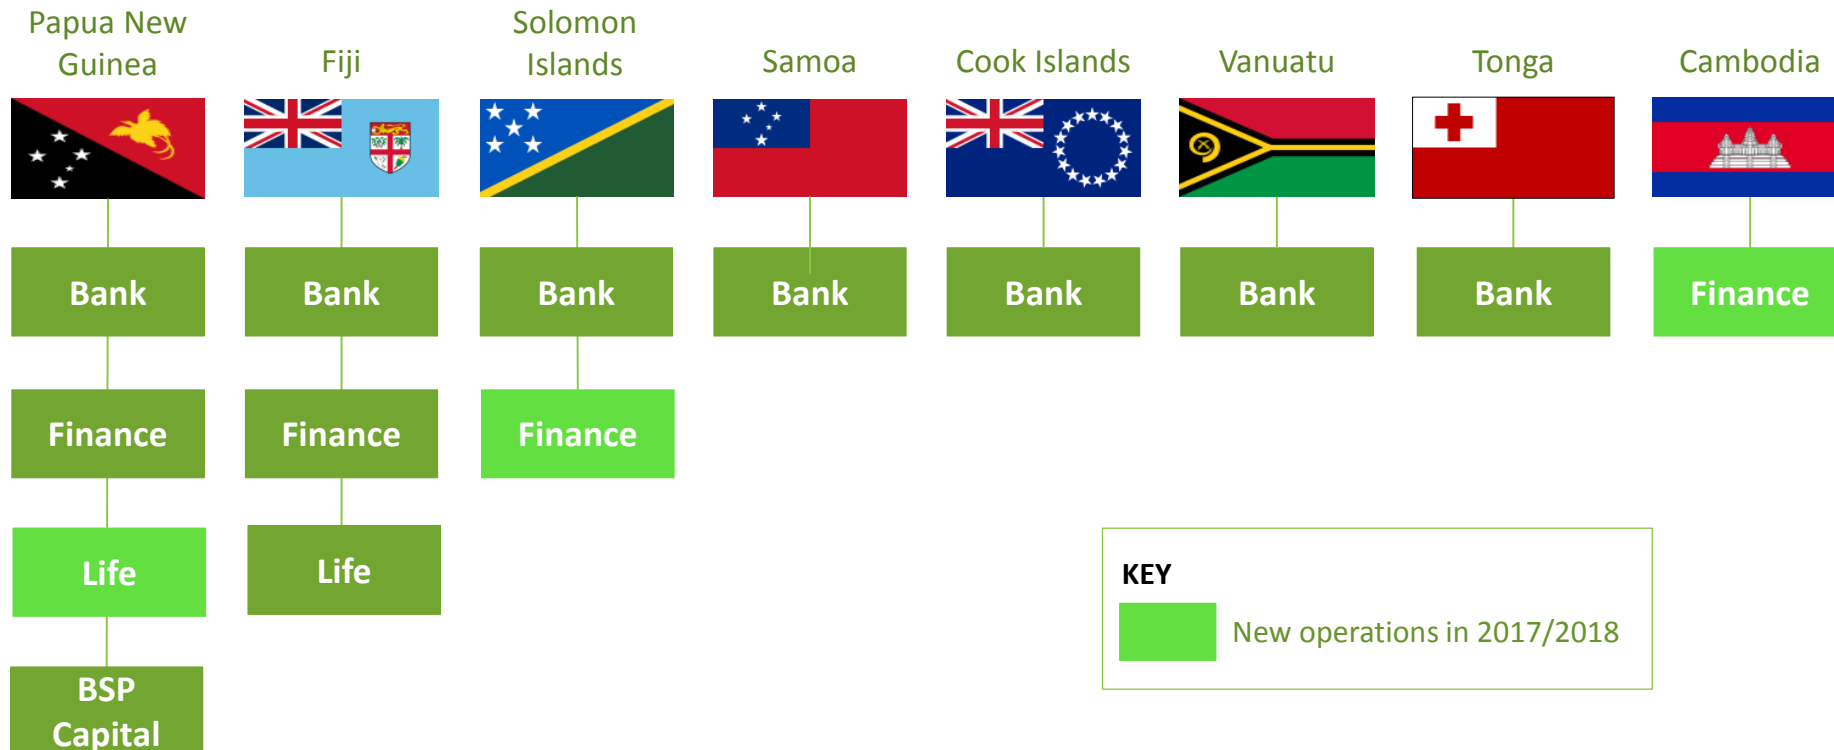 Papua New
Guinea
Fiji
Solomon
Islands
Samoa
Cook Islands
Vanuatu
Tonga
Cambodia
Bank
Bank
Bank
Bank
Bank
Bank
Bank
Finance
Finance
Finance
Finance
Life
Life
BSP
Capital
KEY
New operations in 2017/2018